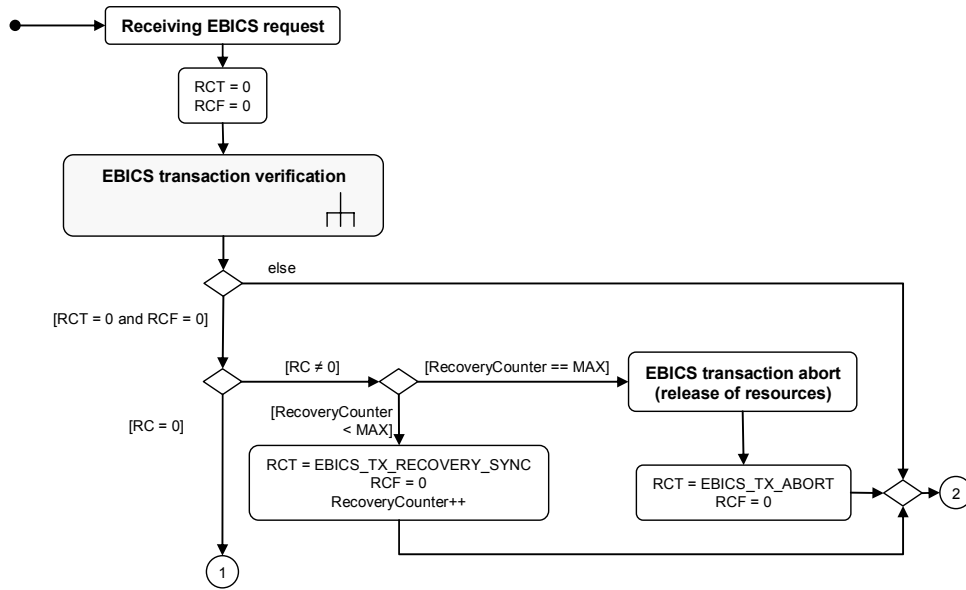 Receiving EBICS request
RCT = 0
RCF = 0
EBICS transaction verification
else
[RCT = 0 and RCF = 0]
[RC ≠ 0]
[RecoveryCounter == MAX]
EBICS transaction abort
(release of resources)
[RC = 0]
[RecoveryCounter
< MAX]
RCT = EBICS_TX_RECOVERY_SYNC
RCF = 0
RecoveryCounter++
RCT = EBICS_TX_ABORT
RCF = 0
2
1